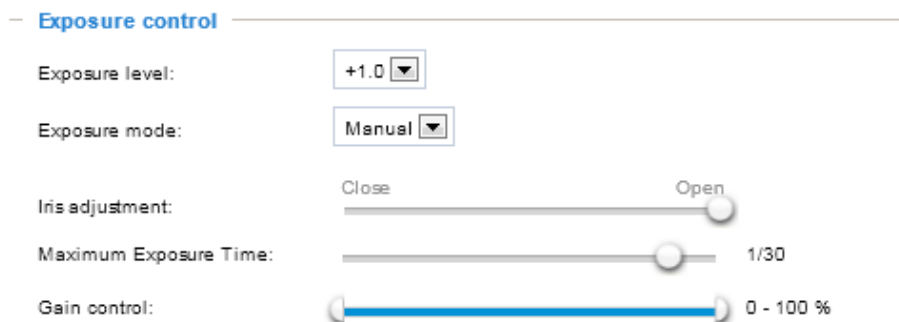 Exposure control
Exposure level: +1.0
Exposure mode: Manual
Close Open
Iris adjustment:
Maximum Exposure Time: 1/30
Gain control: 0 - 100 %